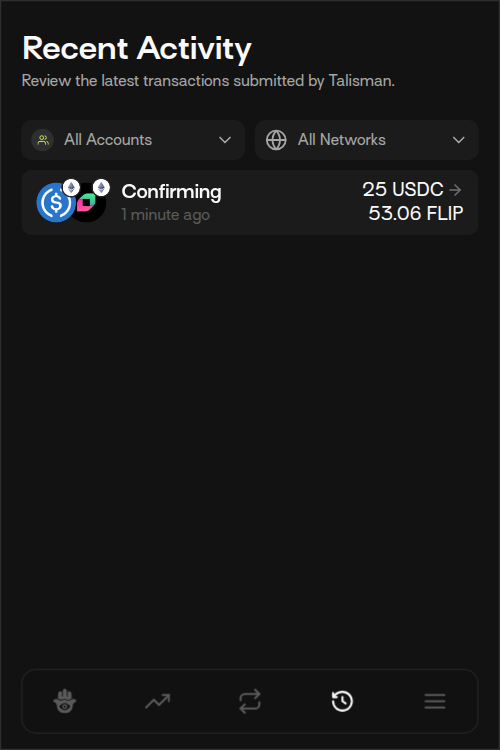 Recent Activity
Review the latest transactions submitted by Talisman.
All Accounts
All Networks
Confirming
25 USDC →
1 minute ago
53.06 FLIP